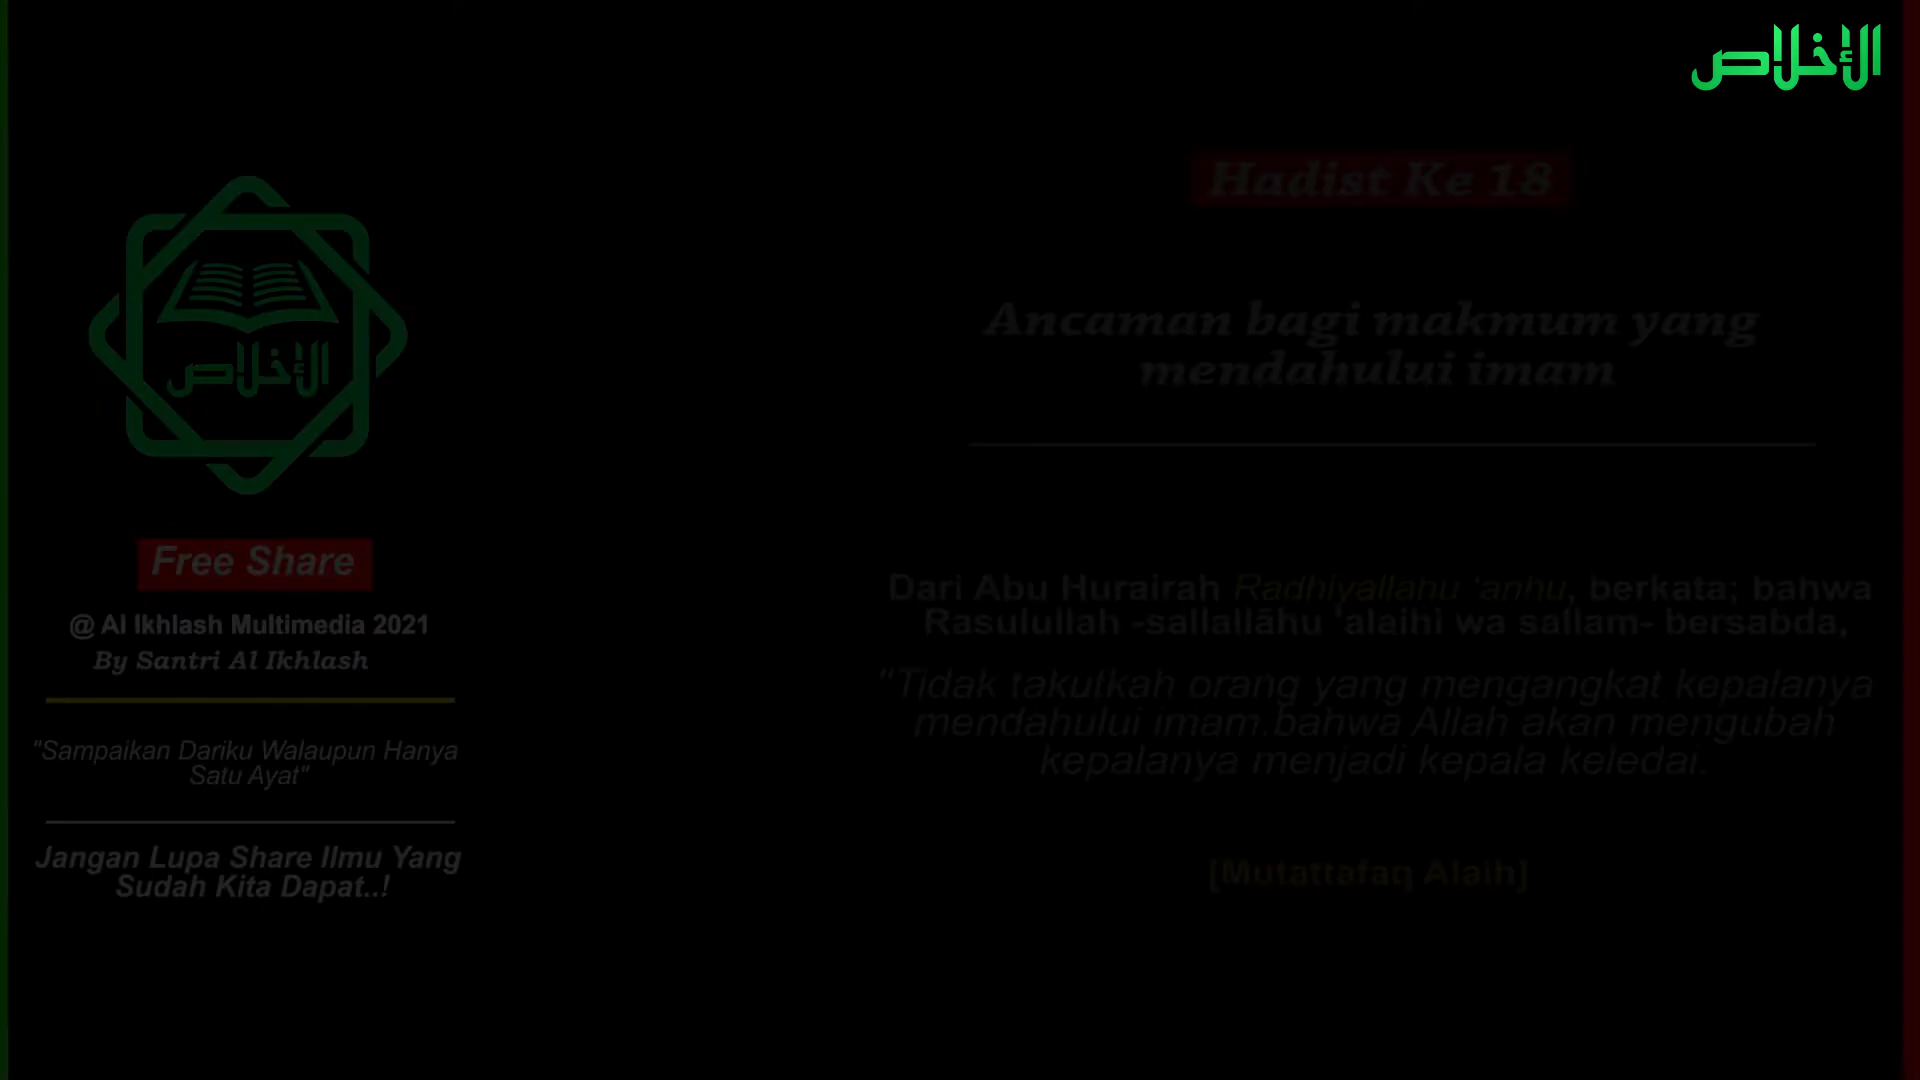 الإخلاص
Hadist Ke 18
Ancaman bagi makmum yang
mendahului imam
Dari Abu Hurairah Radhiyallahu 'anhu, berkata; bahwa
Rasulullah -sallallāhu 'alaihi wa sallam- bersabda,
"Tidak takutkah orang yang mengangkat kepalanya
mendahului imam.bahwa Allah akan mengubah
kepalanya menjadi kepala keledai.
[Mutattafaq Alaih]
الإخلاص
Free Share
@ Al Ikhlash Multimedia 2021
By Santri Al Ikhlash
"Sampaikan Dariku Walaupun Hanya
Satu Ayat"
Jangan Lupa Share Ilmu Yang
Sudah Kita Dapat..!